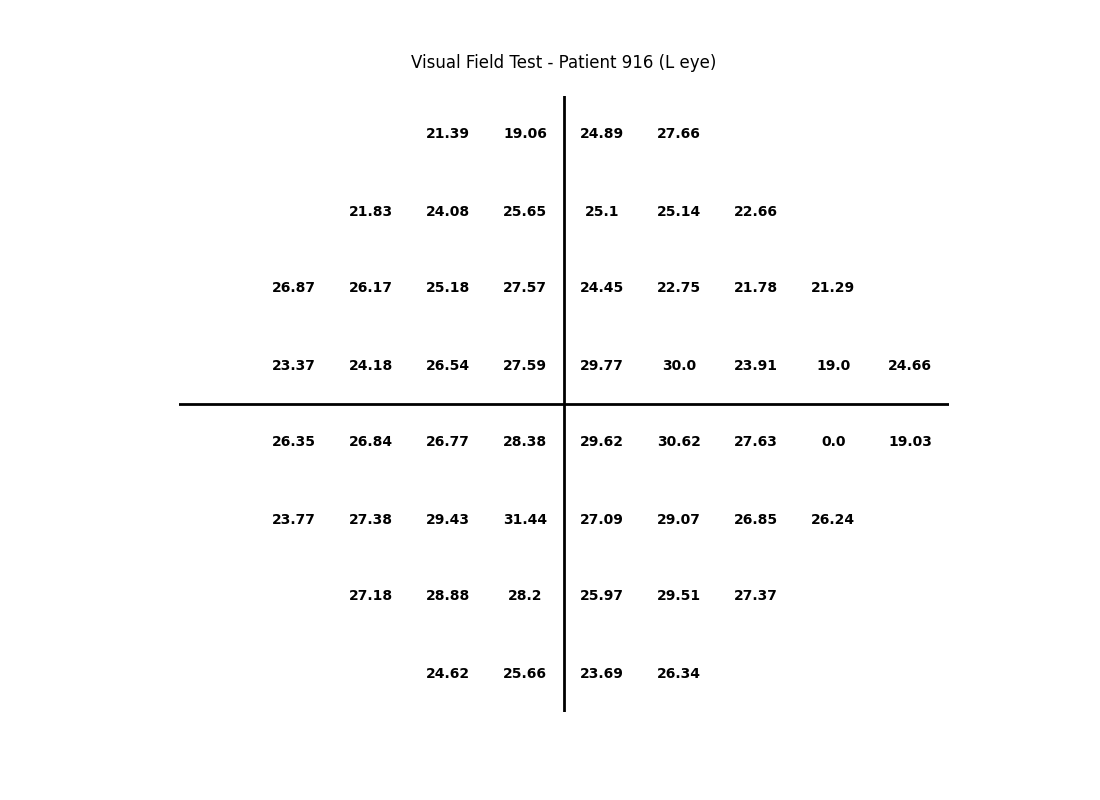 Visual Field Test - Patient 916 (L eye)
21.39 19.06 24.89 27.66
21.83 24.08 25.65 25.1 25.14 22.66
26.87 26.17 25.18 27.57 24.45 22.75 21.78 21.29
23.37 24.18 26.54 27.59 29.77 30.0 23.91 19.0 24.66
26.35 26.84 26.77 28.38 29.62 30.62 27.63 0.0 19.03
23.77 27.38 29.43 31.44 27.09 29.07 26.85 26.24
27.18 28.88 28.2 25.97 29.51 27.37
24.62 25.66 23.69 26.34